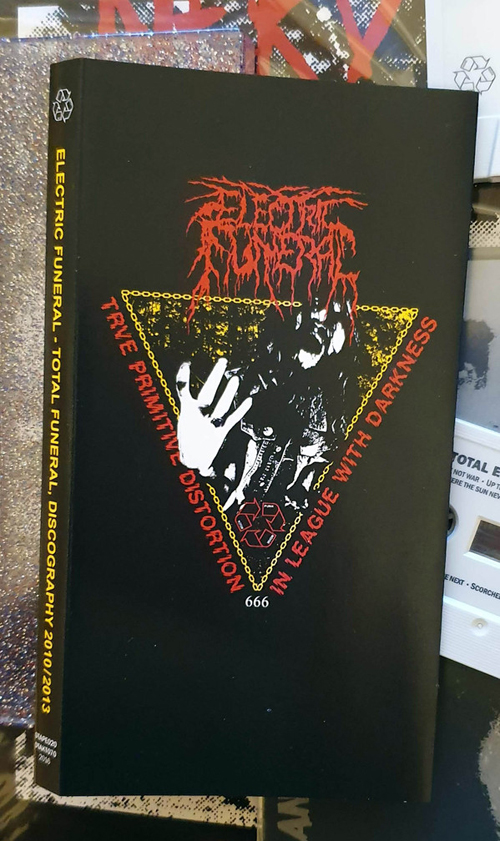 ELECTRIC FUNERAL - TOTAL FUNERAL, DISCOGRAPHY 2010/2013
ELECTRIC
FUNERAL
TRVE PRIMITIVE DISTORTION
IN LEAGUE WITH DARKNESS
666
2016
TOTAL E
NOT WAR - UP T
ERE THE SUN NE
E NEXT • SCORCHE